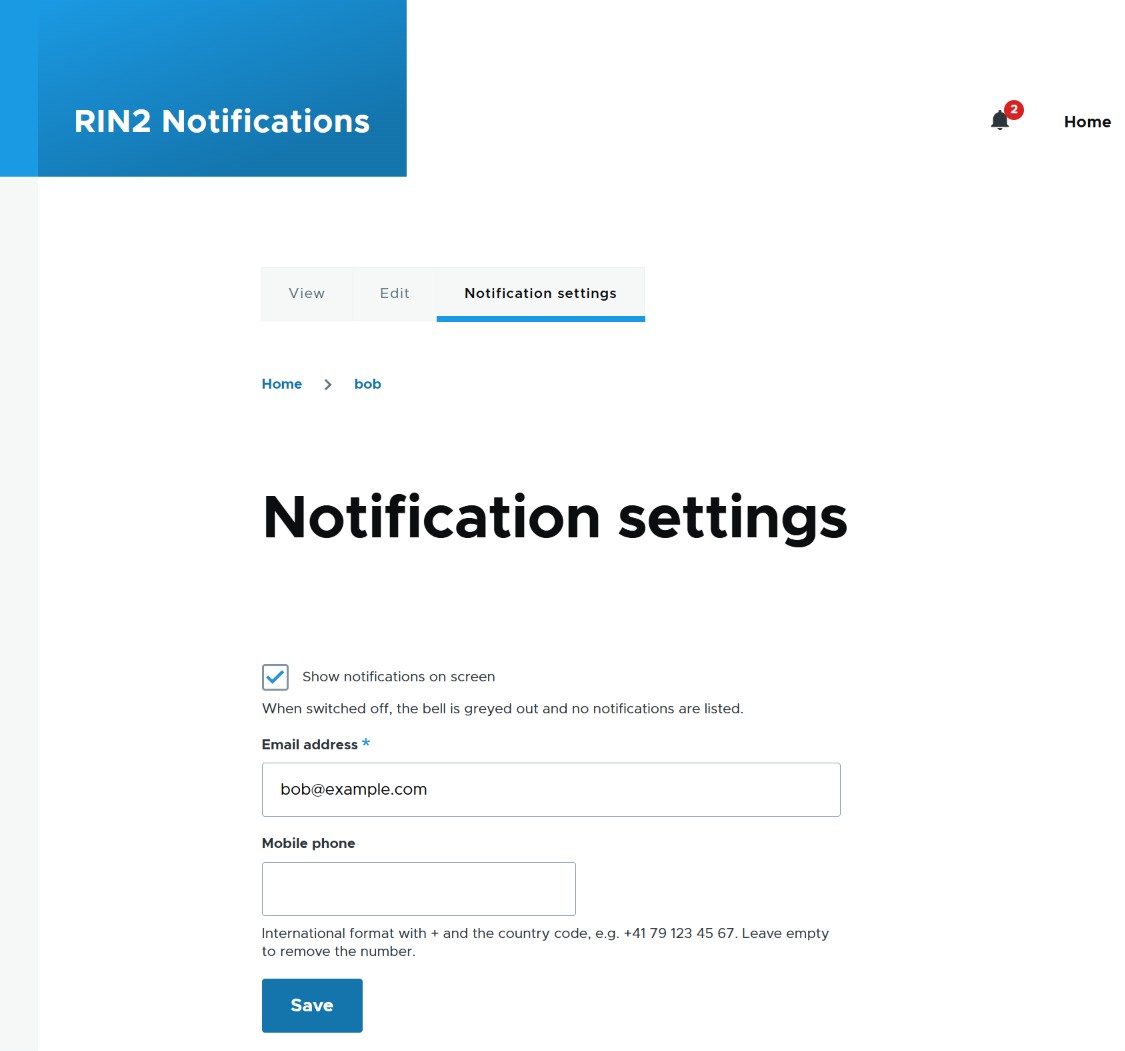 RIN2 Notifications
2
Home
View
Edit
Notification settings
Home
bob
Notification settings
Show notifications on screen
When switched off, the bell is greyed out and no notifications are listed.
Email address *
bob@example.com
Mobile phone
International format with + and the country code, e.g. +41 79 123 45 67. Leave empty
to remove the number.
Save